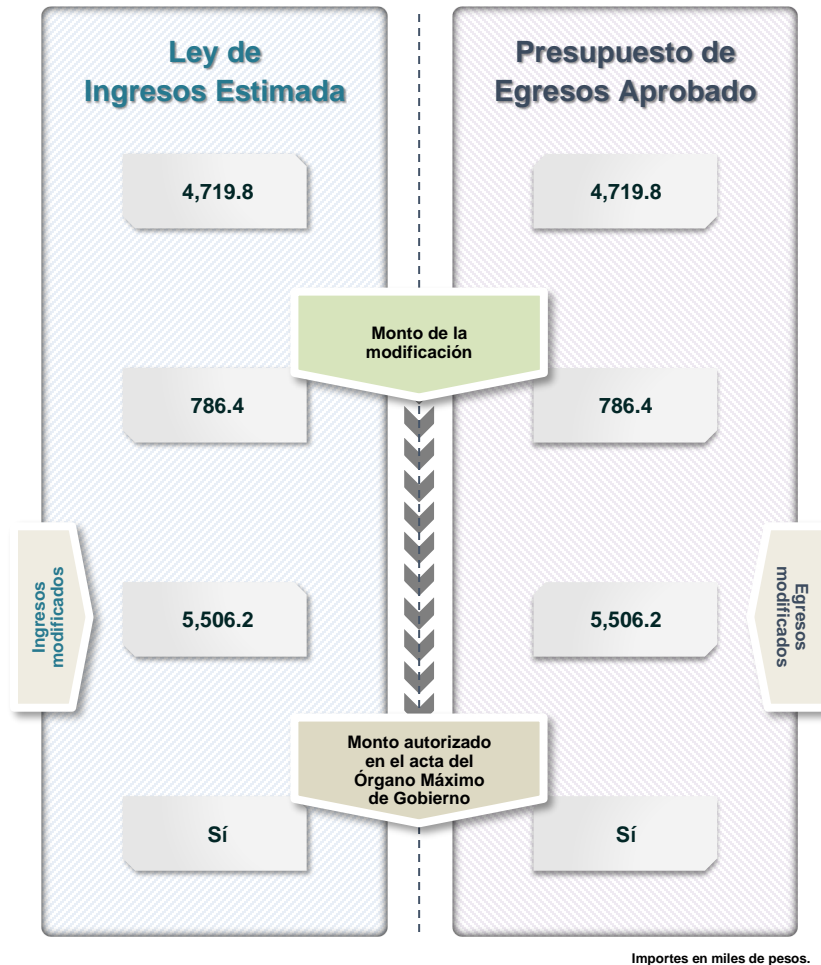 Ley de
Ingresos Estimada
Presupuesto de
Egresos Aprobado
4,719.8
4,719.8
Monto de la
modificación
786.4
786.4
Ingresos
modificados
5,506.2
5,506.2
Egresos
modificados
Monto autorizado
en el acta del
Órgano Máximo
de Gobierno
Sí
Sí
Importes en miles de pesos.